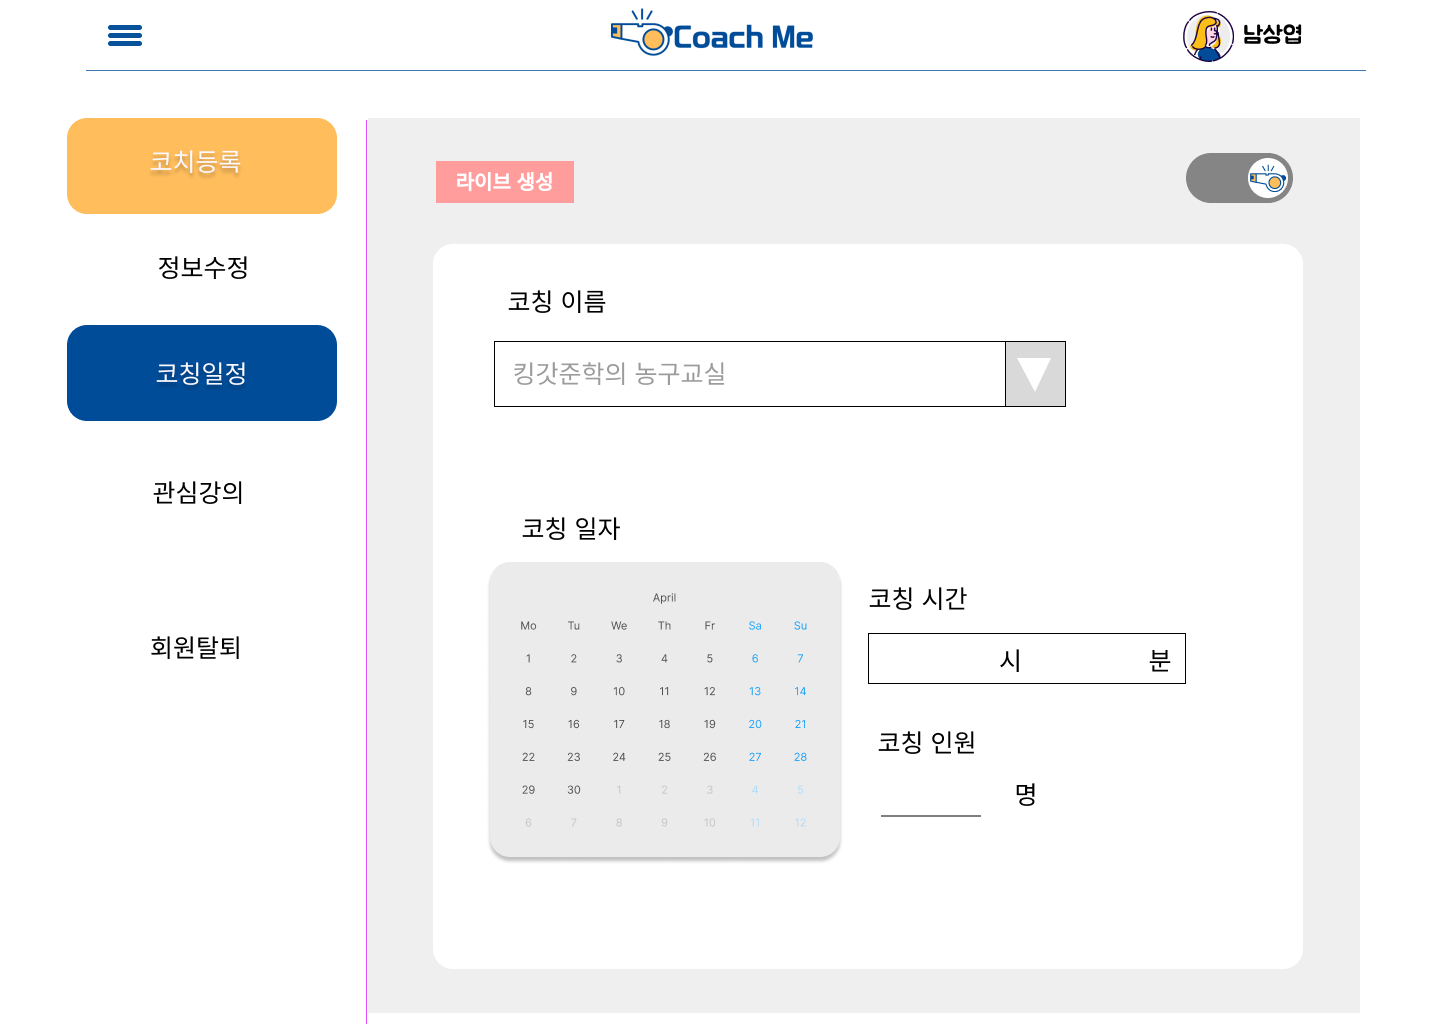 Coach Me
남상엽
코치등록
정보수정
코칭일정
관심강의
회원탈퇴
라이브 생성
코칭 이름
킹갓준학의 농구교실
코칭 일자
April
Mo Tu We Th Fr Sa Su
1 2 3 4 5 6 7
8 9 10 11 12 13 14
15 16 17 18 19 20 21
22 23 24 25 26 27 28
29 30 1 2 3 4 5
6 7 8 9 10 11 12
코칭 시간
시 분
코칭 인원
명